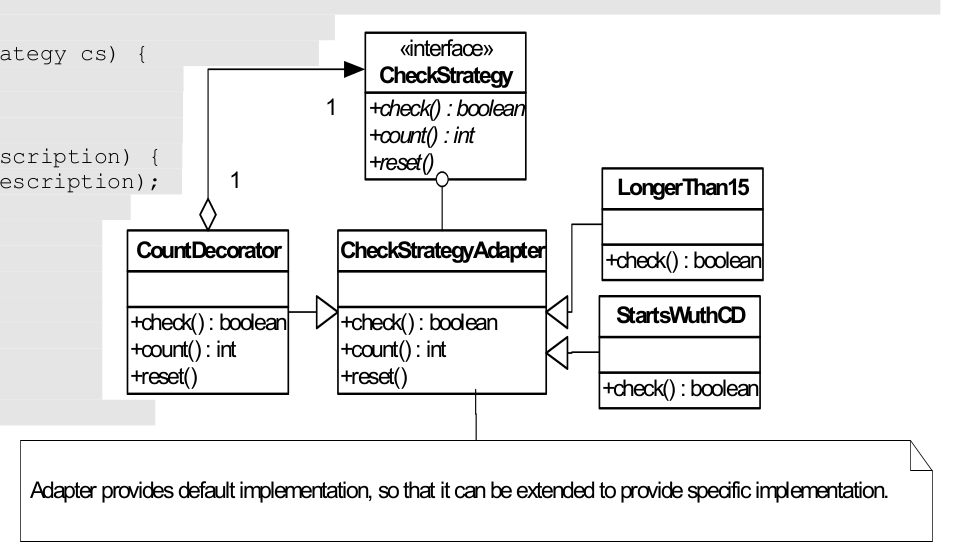 ategy cs) {
scription) {
escription);
«interface»
CheckStrategy
+check() : boolean
+count() : int
+reset()
1
1
CountDecorator
+check() : boolean
+count() : int
+reset()
CheckStrategyAdapter
+check() : boolean
+count() : int
+reset()
LongerThan15
+check() : boolean
StartsWuthCD
+check() : boolean
Adapter provides default implementation, so that it can be extended to provide specific implementation.